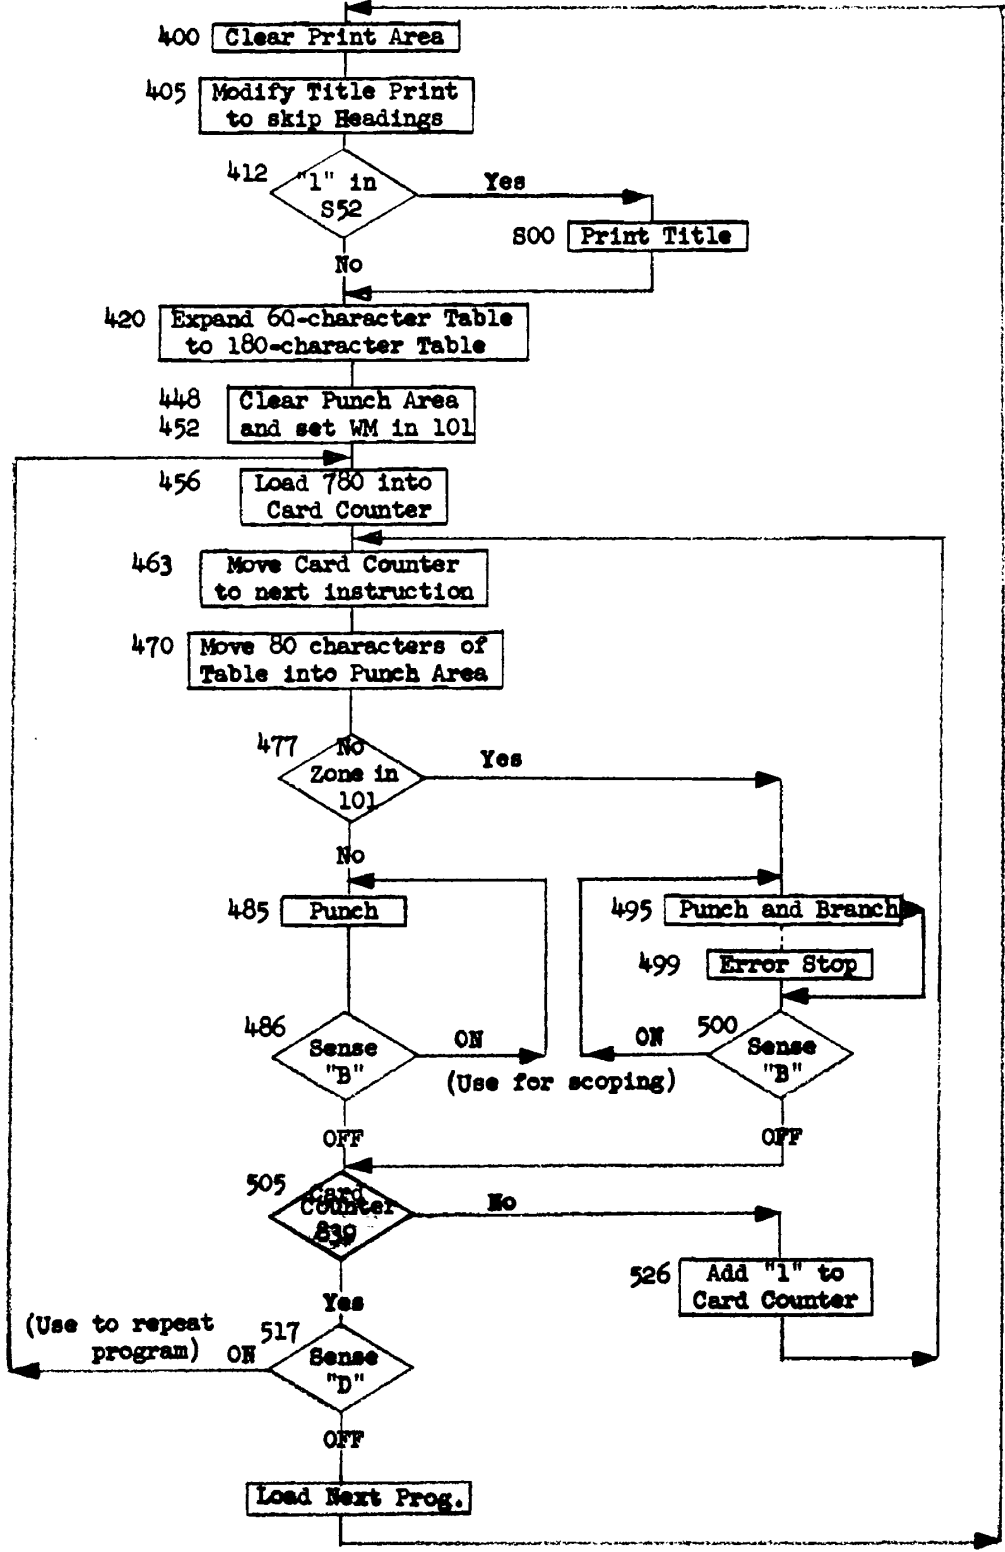 400 Clear Print Area
405 Modify Title Print
to skip Headings
412 "1" in
S52
Yes
S00 Print Title
No
420 Expand 60-character Table
to 180-character Table
448 Clear Punch Area
452 and set WM in 101
456 Load 780 into
Card Counter
463 Move Card Counter
to next instruction
470 Move 80 characters of
Table into Punch Area
477 No
Zone in
101
Yes
No
485 Punch
495 Punch and Branch
499 Error Stop
486 Sense
"B"
ON
(Use for scoping)
ON
500 Sense
"B"
OFF
OFF
505 Card
Counter
839
No
526 Add "1" to
Card Counter
Yes
(Use to repeat
program) ON
517 Sense
"D"
OFF
Load Next Prog.